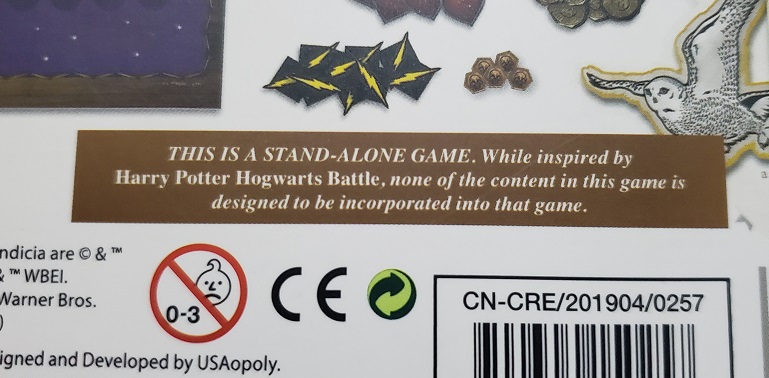 THIS IS A STAND-ALONE GAME. While inspired by
Harry Potter Hogwarts Battle, none of the content in this game is
designed to be incorporated into that game.
ndicia are © & ™
& ™ WBEI.
Warner Bros.
)
0-3
CE
CN-CRE/201904/0257
igned and Developed by USAopoly.